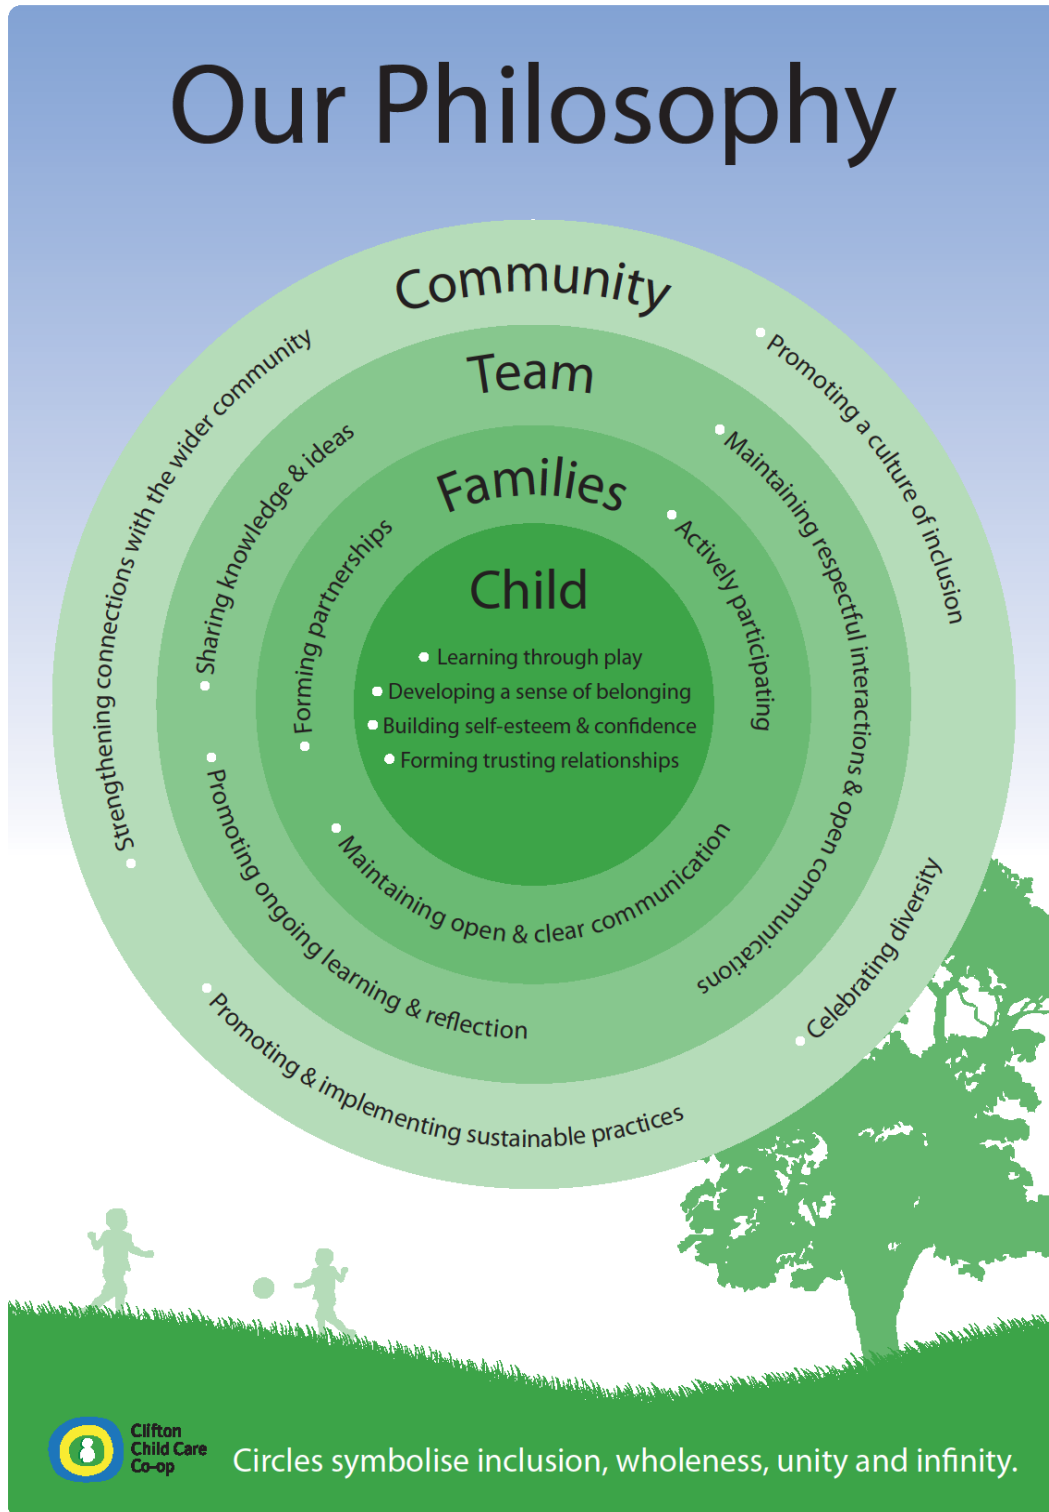 Our Philosophy
Community
Strengthening connections with the wider community
Promoting a culture of inclusion
Celebrating diversity
Promoting & implementing sustainable practices
Team
Sharing knowledge & ideas
Maintaining respectful interactions & open communications
Promoting ongoing learning & reflection
Families
Forming partnerships
Actively participating
Maintaining open & clear communication
Child
Learning through play
Developing a sense of belonging
Building self-esteem & confidence
Forming trusting relationships
Clifton
Child Care
Co-op
Circles symbolise inclusion, wholeness, unity and infinity.